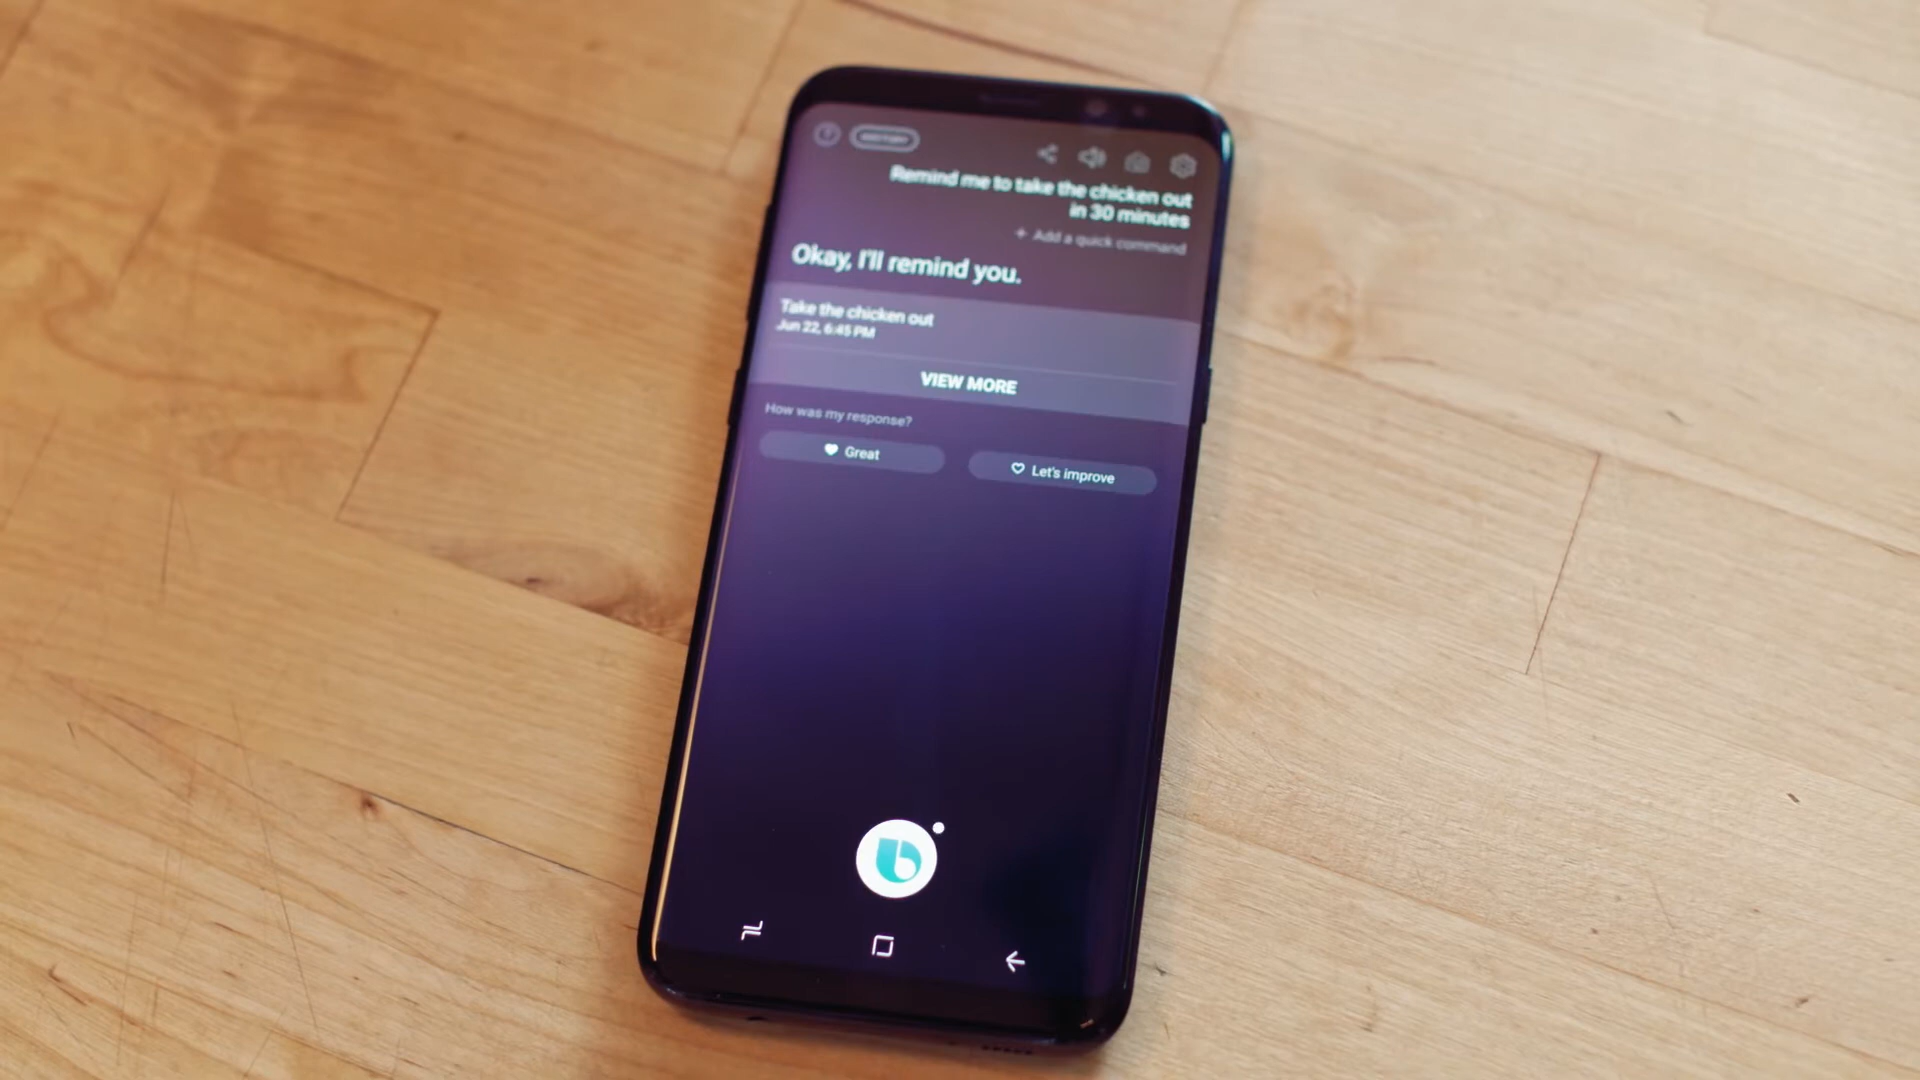 Remind me to take the chicken out
in 30 minutes
+ Add a quick command
Okay, I'll remind you.
Take the chicken out
Jun 22, 6:45 PM
VIEW MORE
How was my response?
Great
Let's improve